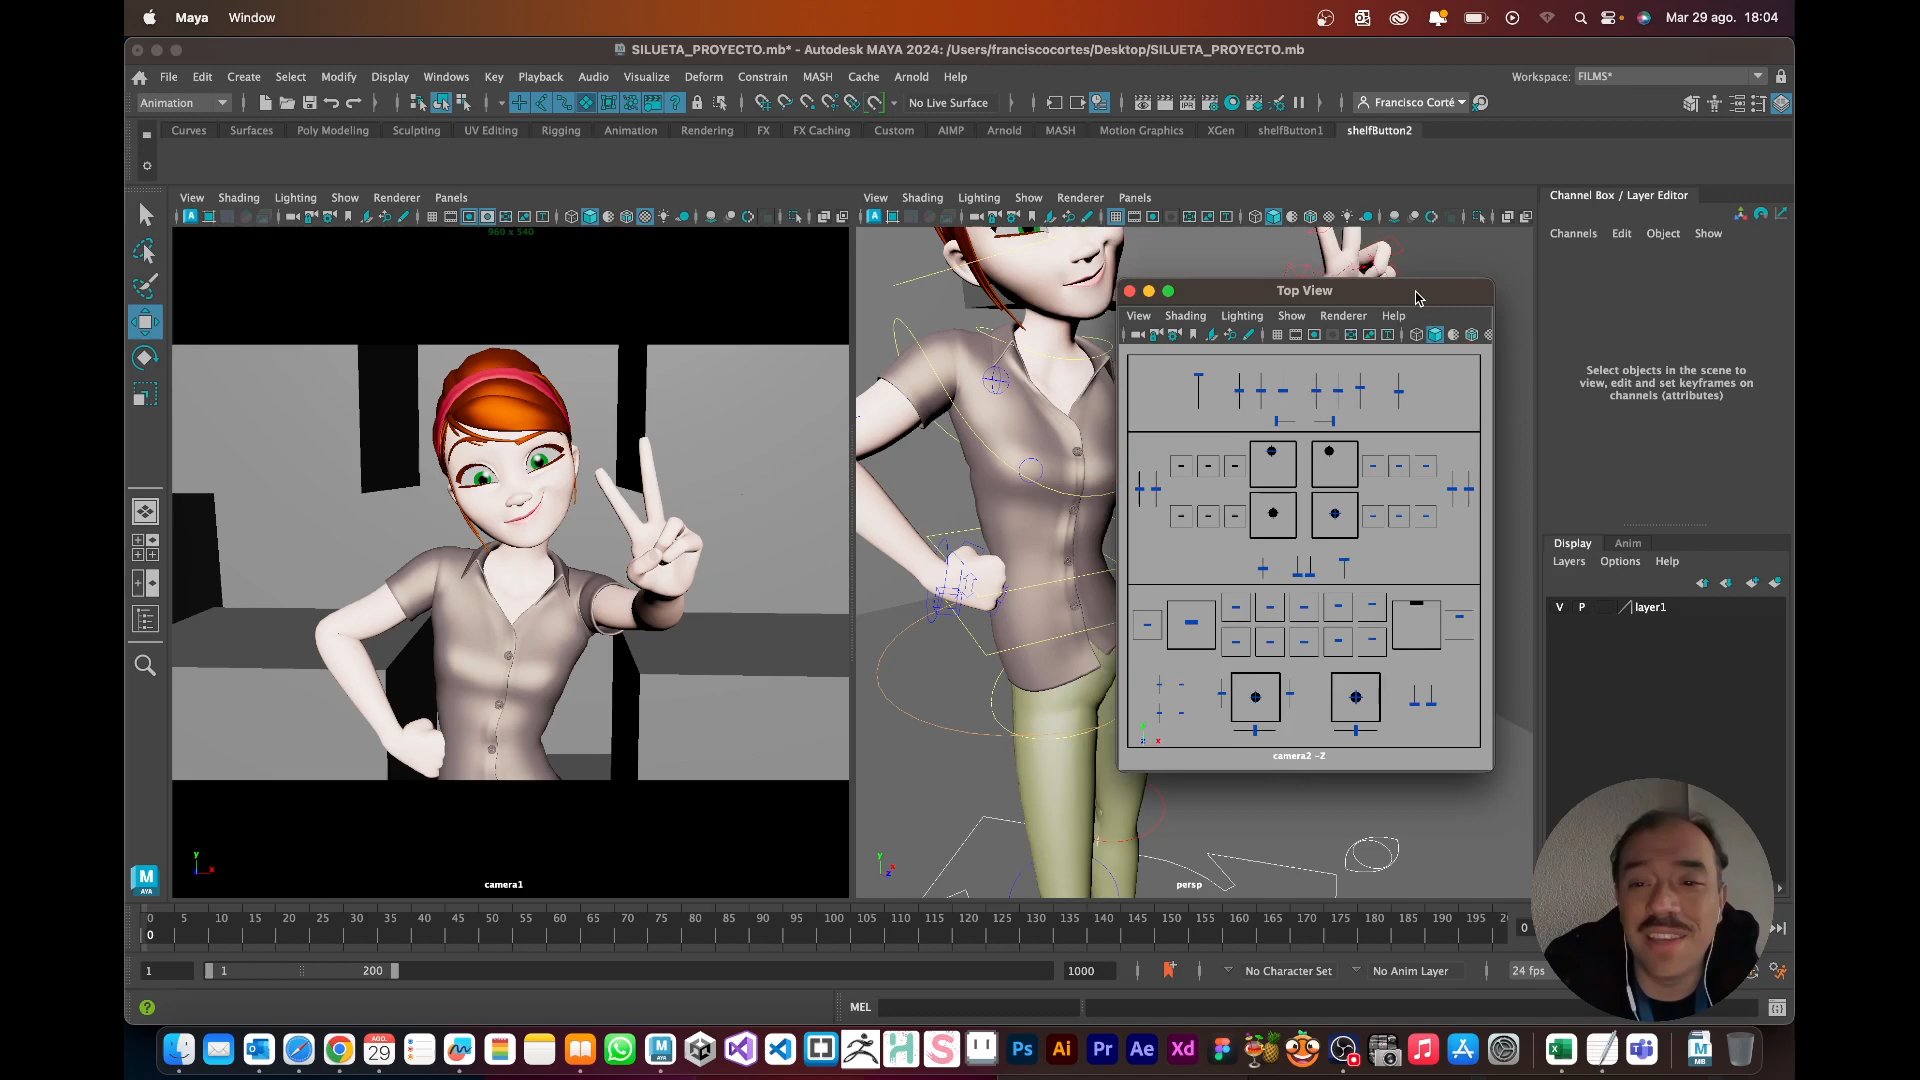 Maya Window Mar 29 ago. 18:04
SILUETA_PROYECTO.mb* - Autodesk MAYA 2024: /Users/franciscocortes/Desktop/SILUETA_PROYECTO.mb
File Edit Create Select Modify Display Windows Key Playback Audio Visualize Deform Constrain MASH Cache Arnold Help Workspace: FILMS*
Animation No Live Surface Francisco Corté
Curves Surfaces Poly Modeling Sculpting UV Editing Rigging Animation Rendering FX FX Caching Custom AIMP Arnold MASH Motion Graphics XGen shelfButton1 shelfButton2
View Shading Lighting Show Renderer Panels
View Shading Lighting Show Renderer Panels
Channel Box / Layer Editor
Channels Edit Object Show
960 x 540
Top View
View Shading Lighting Show Renderer Help
Select objects in the scene to
view, edit and set keyframes on
channels (attributes)
Display Anim
Layers Options Help
V P layer1
camera2 -Z
camera1
persp
0 5 10 15 20 25 30 35 40 45 50 55 60 65 70 75 80 85 90 95 100 105 110 115 120 125 130 135 140 145 150 155 160 165 170 175 180 185 190 195
0
0
1 1 200 1000 No Character Set No Anim Layer 24 fps
MEL
M
AYA
AGO.
29
Ps Ai Pr Ae Xd
MB